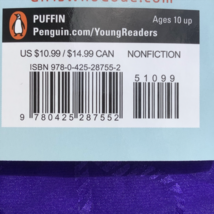 PUFFIN
Ages 10 up
Penguin.com/YoungReaders
US $10.99 / $14.99 CAN
NONFICTION
ISBN 978-0-425-28755-2
51099
9 780425 287552